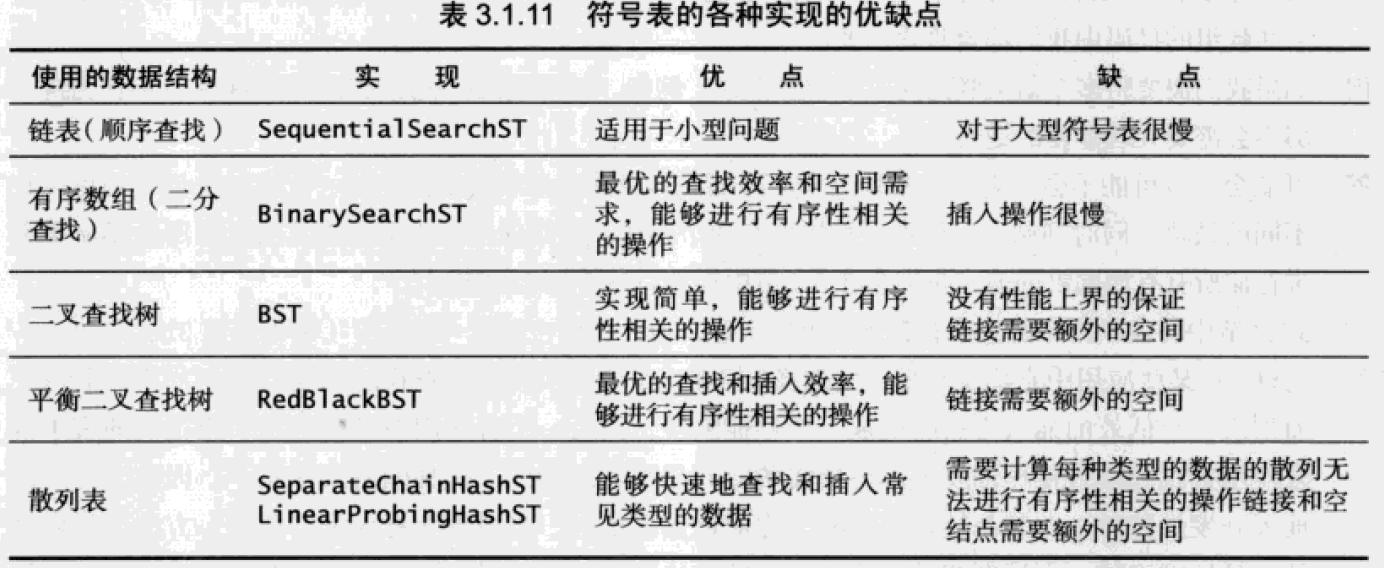 表 3.1.11 符号表的各种实现的优缺点
使用的数据结构 实 现 优 点 缺 点
链表(顺序查找) SequentialSearchST 适用于小型问题 对于大型符号表很慢
有序数组(二分
查找)
BinarySearchST
最优的查找效率和空间需
求,能够进行有序性相关
的操作
插入操作很慢
二叉查找树
BST
实现简单,能够进行有序
性相关的操作
没有性能上界的保证
链接需要额外的空间
平衡二叉查找树
RedBlackBST
最优的查找和插入效率,能
够进行有序性相关的操作
链接需要额外的空间
散列表
SeparateChainHashST
LinearProbingHashST
能够快速地查找和插入常
见类型的数据
需要计算每种类型的数据的散列无
法进行有序性相关的操作链接和空
结点需要额外的空间